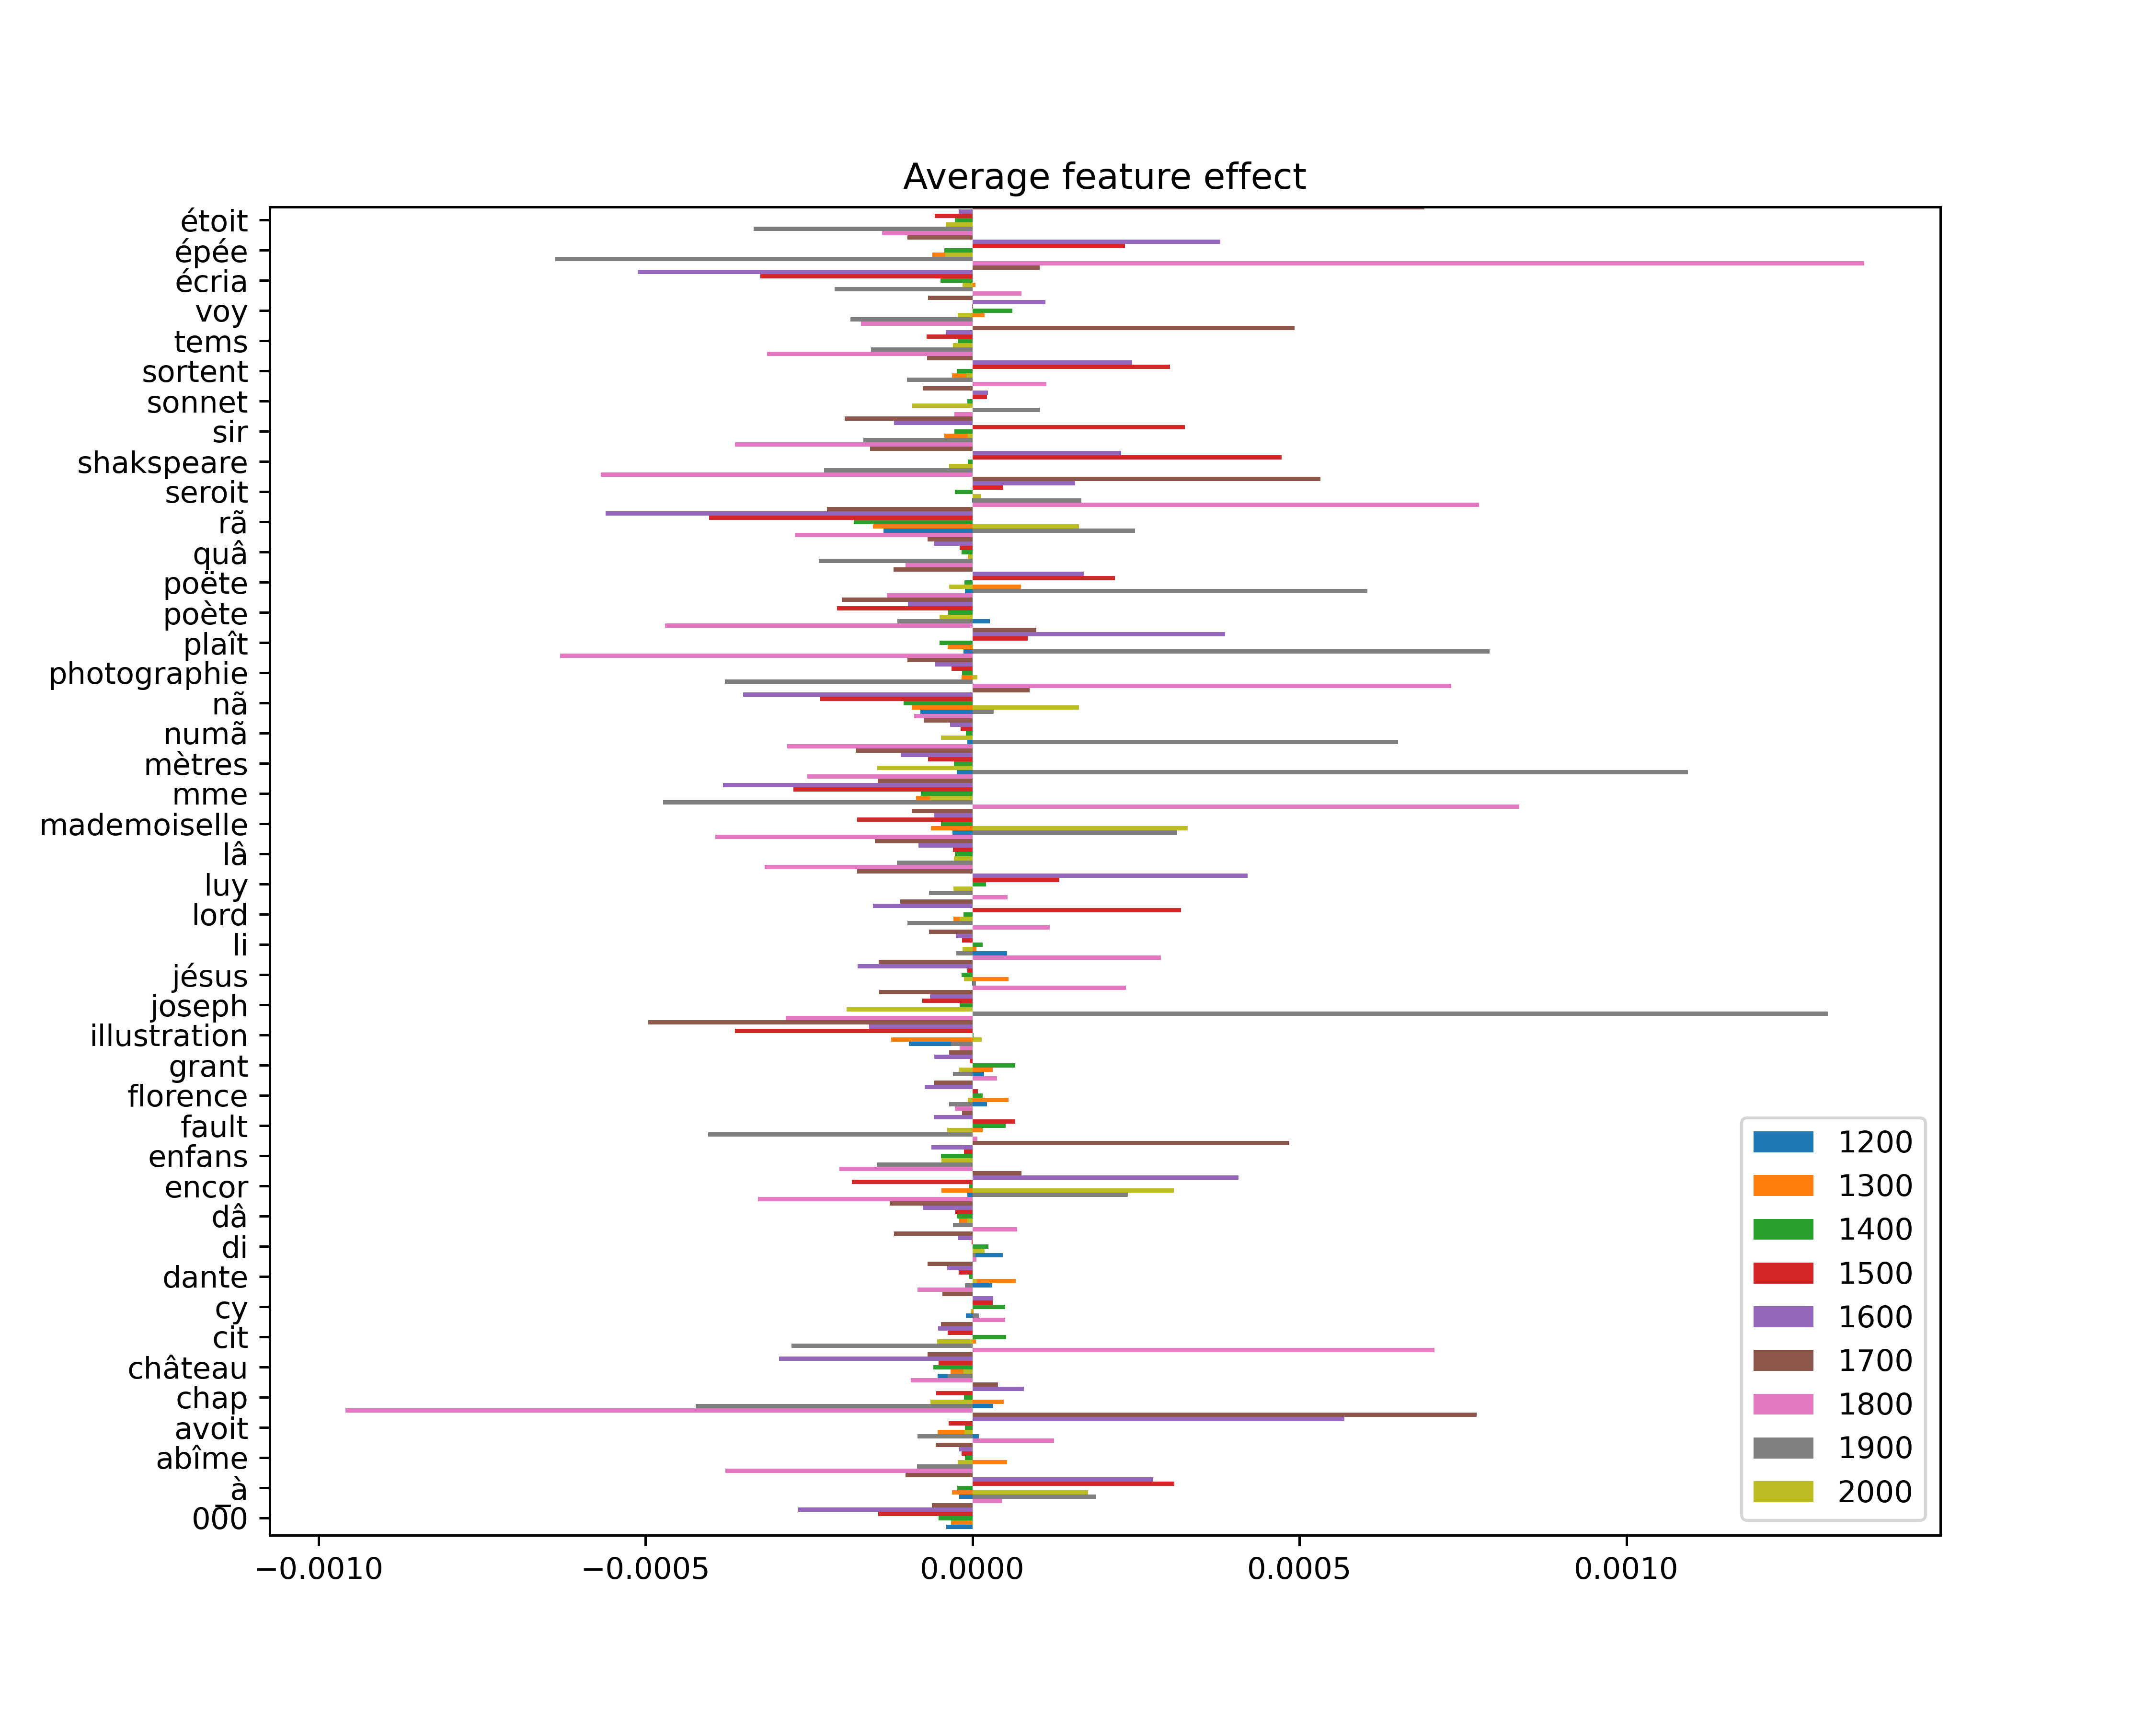 Average feature effect
étoit
épée
écria
voy
tems
sortent
sonnet
sir
shakspeare
seroit
rã
quâ
poëte
poète
plaît
photographie
nã
numã
mètres
mme
mademoiselle
lâ
luy
lord
li
jésus
joseph
illustration
grant
florence
fault
enfans
encor
dâ
di
dante
cy
cit
château
chap
avoit
abîme
_à
000
−0.0010 −0.0005 0.0000 0.0005 0.0010
1200
1300
1400
1500
1600
1700
1800
1900
2000